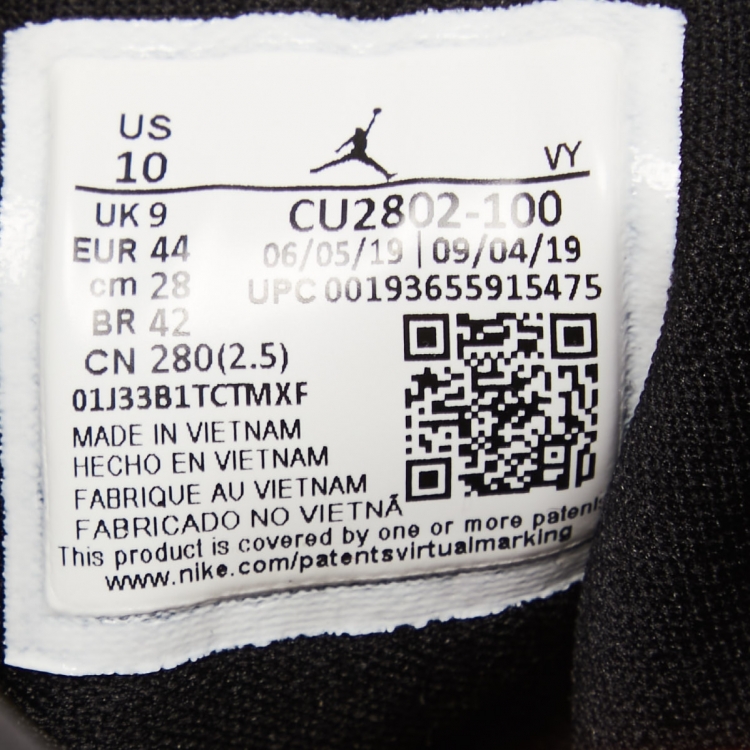 US
10
VY
UK 9
CU2802-100
EUR 44
06/05/19 | 09/04/19
cm 28
UPC 00193655915475
BR 42
CN 280(2.5)
01J33B1TCTMXF
MADE IN VIETNAM
HECHO EN VIETNAM
FABRIQUE AU VIETNAM
FABRICADO NO VIETNÃ
This product is covered by one or more patents
www.nike.com/patentsvirtualmarking